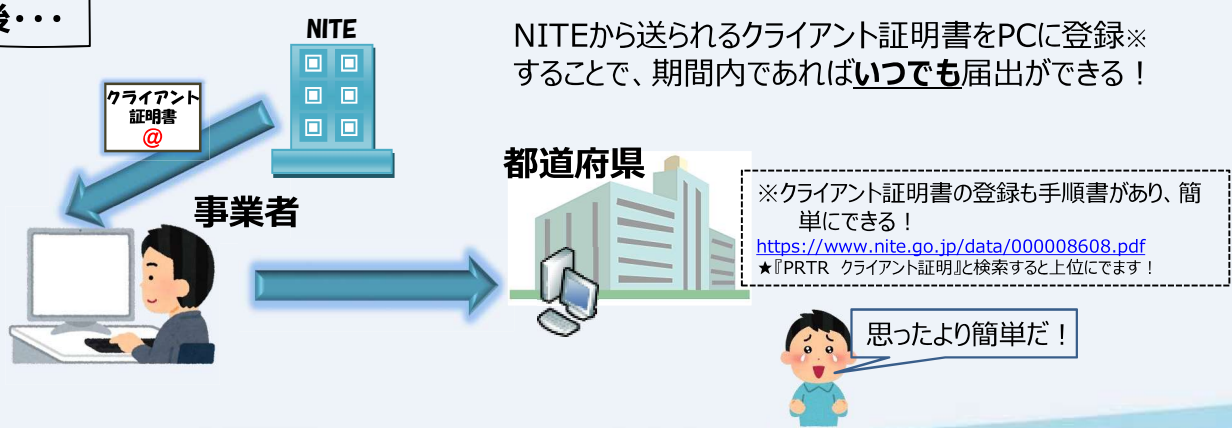 後・・・
NITE
NITEから送られるクライアント証明書をPCに登録※
することで、期間内であればいつでも届出ができる！
クライアント
証明書
@
都道府県
事業者
※クライアント証明書の登録も手順書があり、簡
単にできる！
https://www.nite.go.jp/data/000008608.pdf
★『PRTR　クライアント証明』と検索すると上位にでます！
思ったより簡単だ！